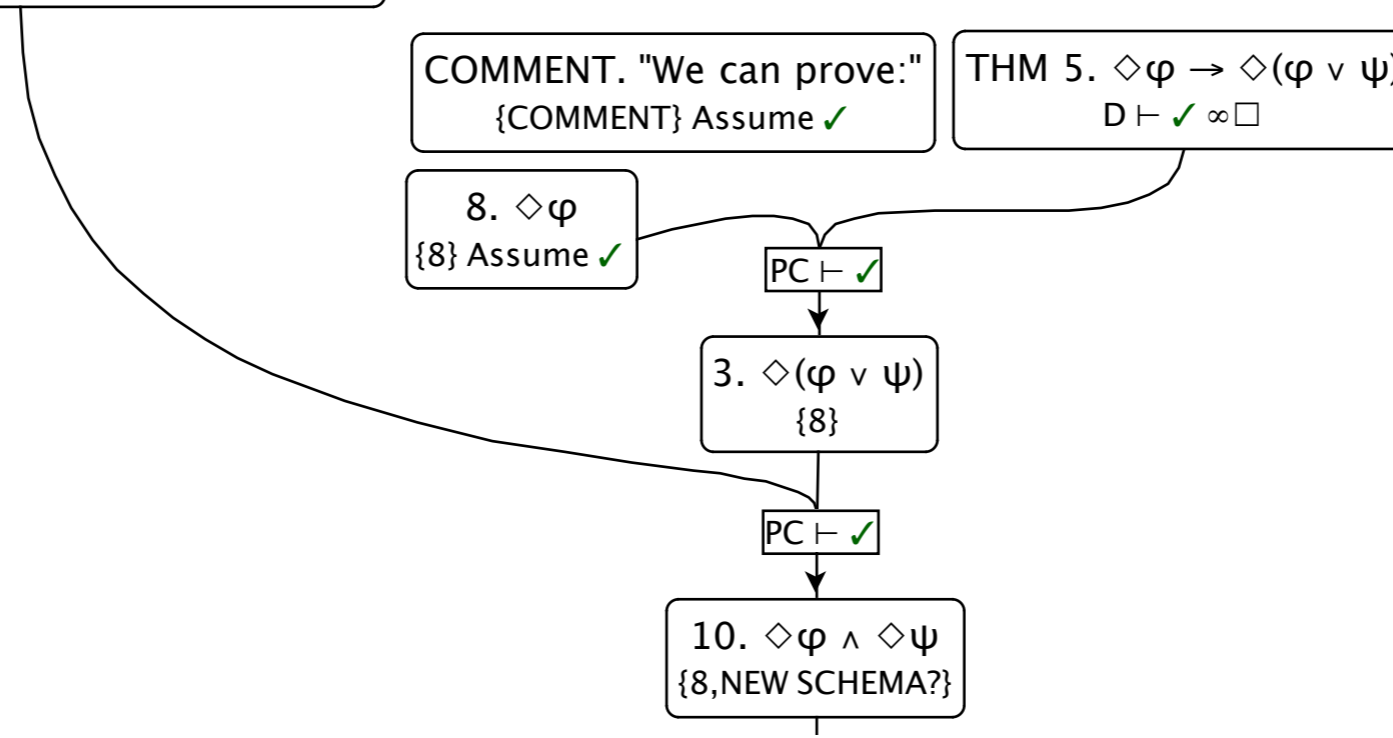 COMMENT. "We can prove:"
{COMMENT} Assume ✓
THM 5. ◇φ → ◇(φ ∨ ψ)
D ⊢ ✓ ∞□
8. ◇φ
{8} Assume ✓
PC ⊢ ✓
3. ◇(φ ∨ ψ)
{8}
PC ⊢ ✓
10. ◇φ ∧ ◇ψ
{8,NEW SCHEMA?}